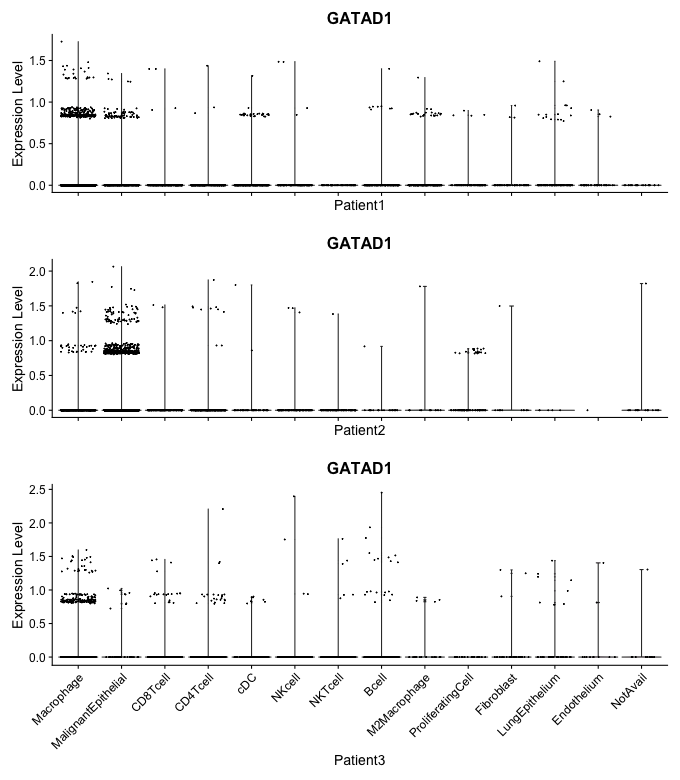 GATAD1
Expression Level
1.5
1.0
0.5
0.0
Patient1
GATAD1
Expression Level
2.0
1.5
1.0
0.5
0.0
Patient2
GATAD1
Expression Level
2.5
2.0
1.5
1.0
0.5
0.0
Macrophage
MalignantEpithelial
CD8Tcell
CD4Tcell
cDC
NKcell
NKTcell
Bcell
M2Macrophage
ProliferatingCell
Fibroblast
LungEpithelium
Endothelium
NotAvail
Patient3